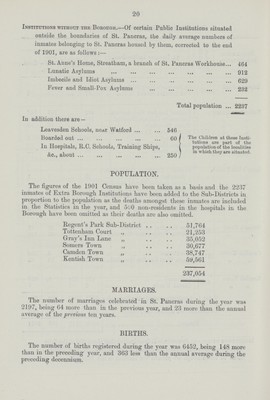 20
Institutions without the Borough.—Of certain Public Institutions situated
outside the boundaries of St. Pancras, the daily average numbers of
inmates belonging to St. Pancras housed by them, corrected to the end
of 1901, are as follows:—
St. Anne's Home, Streatham, a branch of St. Pancras Workhouse... 464
Lunatic Asylums ... 912
Imbecile and Idiot Asylums ... 629
Fever and Small-Pox Asylums ... 232
Total population ... 2237
In addition there are—
Leavesden Schools, near Watford ... 546
Boarded out ... 60
In Hospitals, R.C. Schools, Training Ships,
&c., about ... 250
The Children at these Insti-
tutions are part of the
population of the localities
in which they are situated.
POPULATION.
The figures of the 1901 Census have been taken as a basis and the 2237
inmates of Extra Borough Institutions have been added to the Sub-Districts in
proportion to the population as the deaths amongst these inmates are included
in the Statistics in the year, and 500 non-residents in the hospitals in the
Borough have been omitted as their deaths are also omitted.
Regent's Park Sub-District .. .. 31,764
Tottenham Court „ .. .. 21,253
Gray's Inn Lane „ .. .. 35,052
Somers Town „ .. .. 30,677
Camden Town „ .. .. 38,747
Kentish Town „ .. .. 39,561
237,054
MARRIAGES.
The number of marriages celebrated in St. Pancras during the year was
2197, being 64 more than in the previous year, and 23 more than the annual
average of the previous ten years.
BIRTHS.
The number of births registered during the year was 6452, being 148 more
than in the preceding year, and 363 less than the annual average during the
preceding decennium.